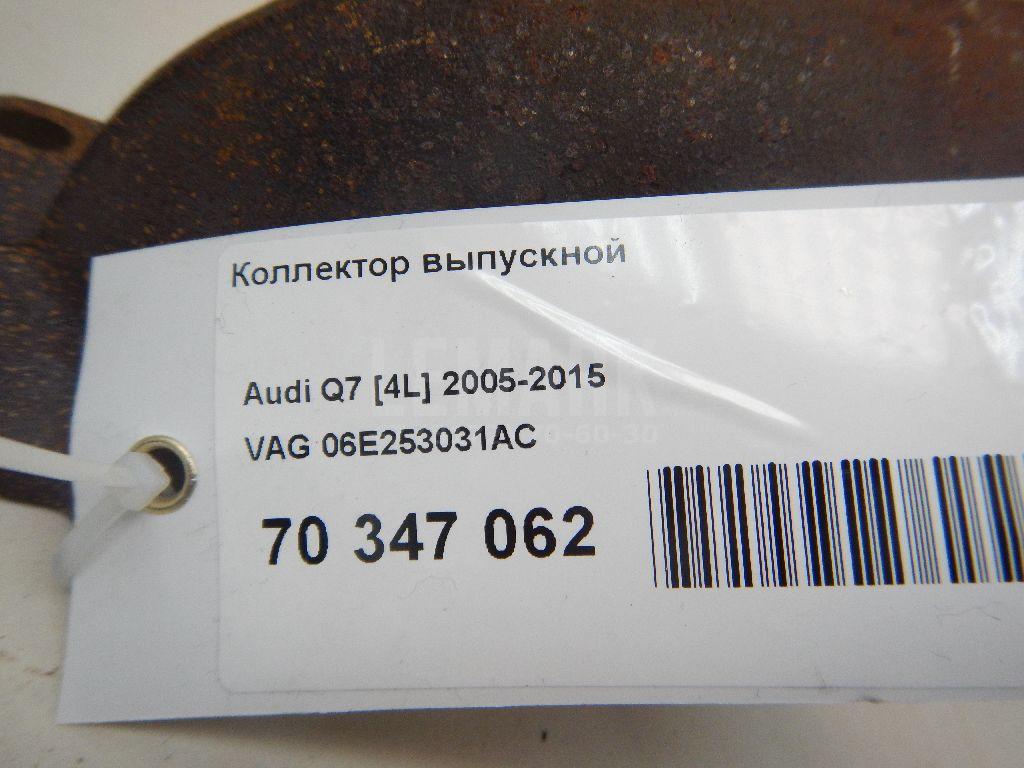 Коллектор выпускной
Audi Q7 [4L] 2005-2015
VAG 06E253031AC
70 347 062